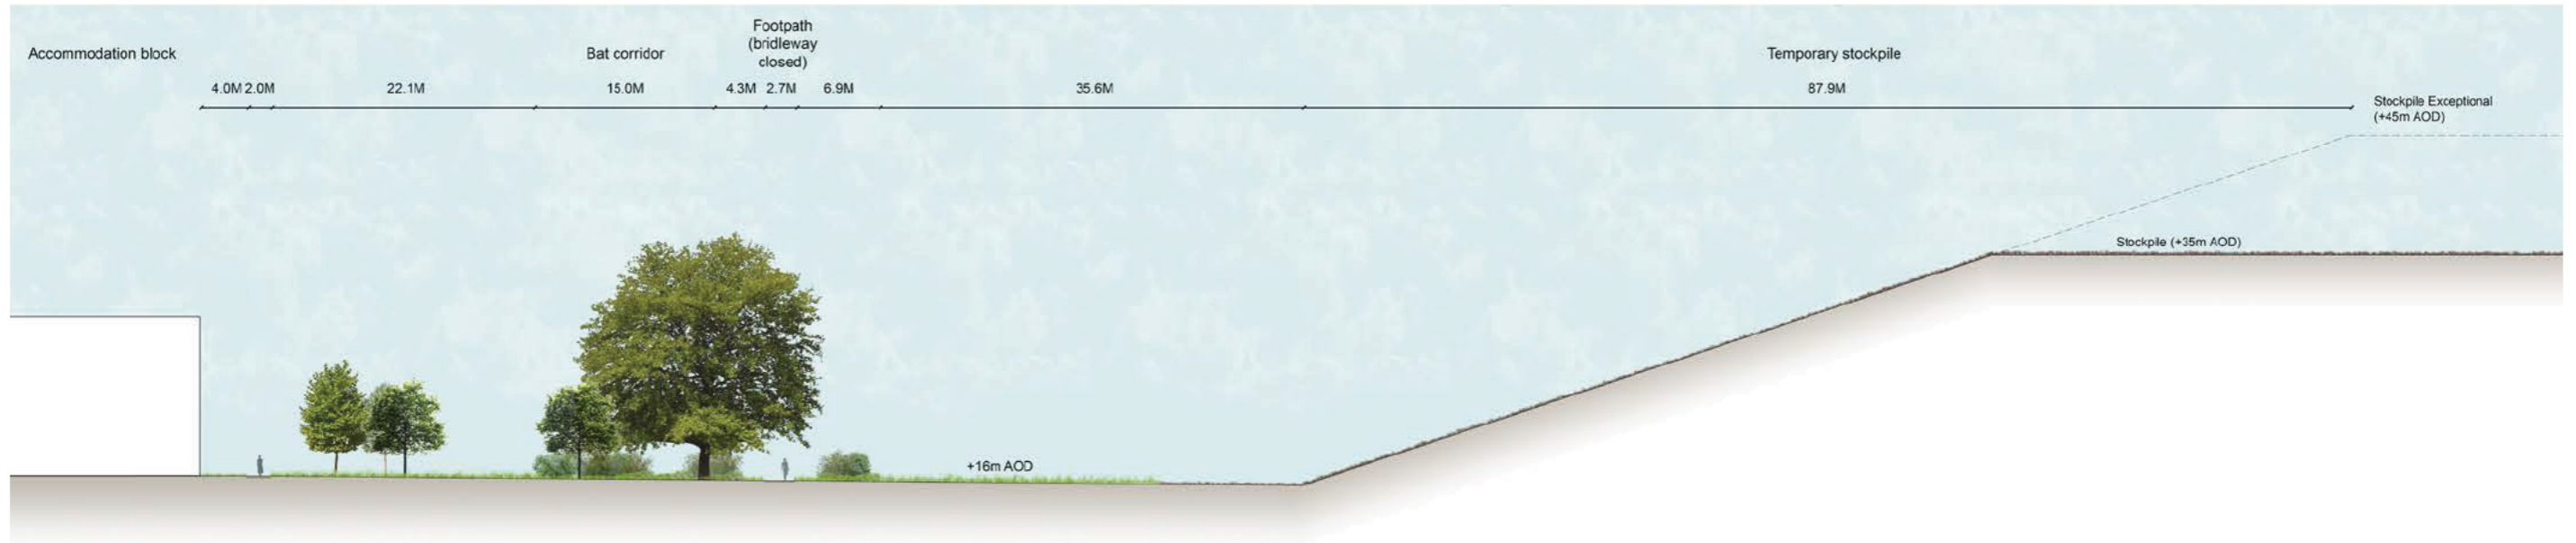 Accommodation block
Bat corridor
Footpath
(bridleway
closed)
Temporary stockpile
4.0M 2.0M 22.1M 15.0M 4.3M 2.7M 6.9M 35.6M 87.9M
Stockpile Exceptional
(+45m AOD)
Stockpile (+35m AOD)
+16m AOD